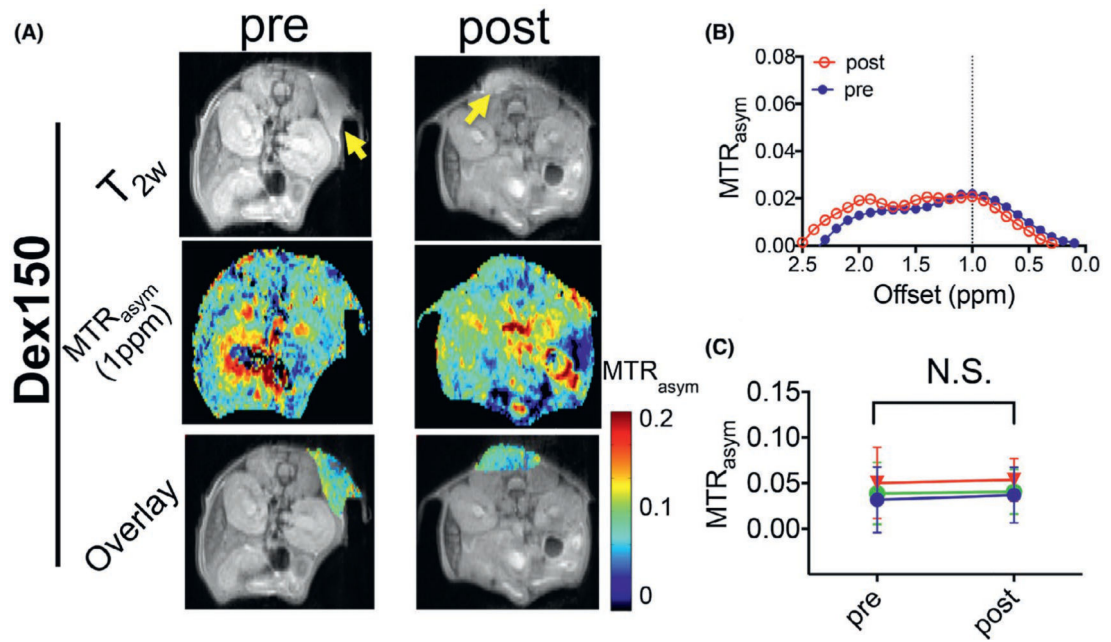 (A)
pre
post
Dex150
T2w
MTRasym
(1ppm)
Overlay
MTRasym
0.2
0.1
0
(B)
MTRasym
0.08
0.06
0.04
0.02
0.00
post
pre
2.5 2.0 1.5 1.0 0.5 0.0
Offset (ppm)
(C)
N.S.
MTRasym
0.15
0.10
0.05
0.00
pre
post